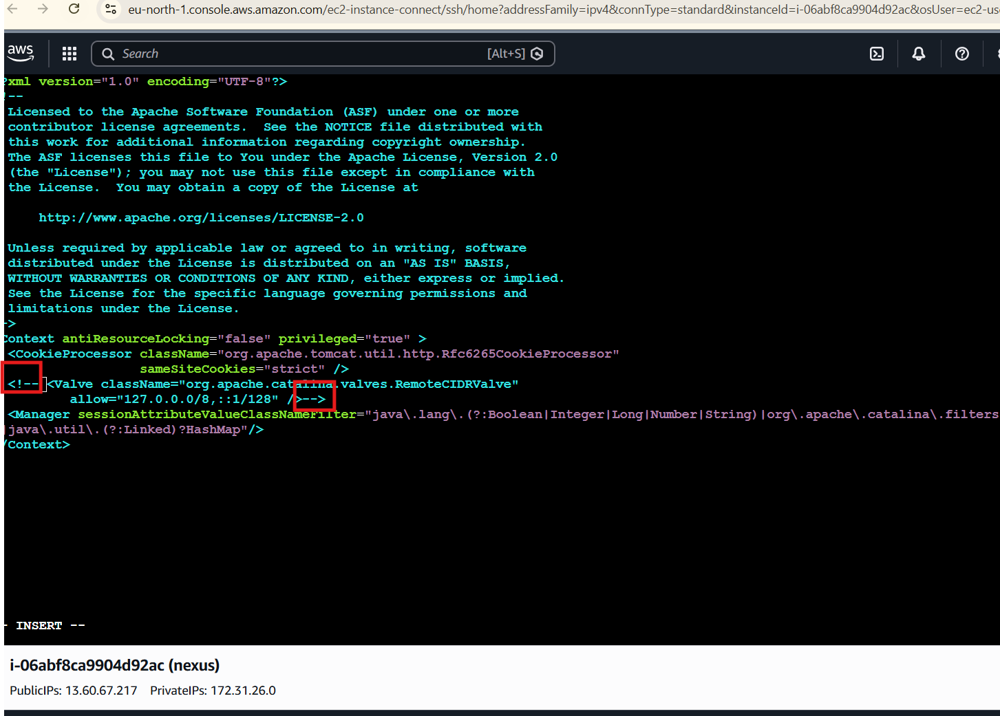 eu-north-1.console.aws.amazon.com/ec2-instance-connect/ssh/home?addressFamily=ipv4&connType=standard&instanceId=i-06abf8ca9904d92ac&osUser=ec2-us
aws
Search [Alt+S]
?xml version="1.0" encoding="UTF-8"?>
!--
Licensed to the Apache Software Foundation (ASF) under one or more
contributor license agreements.  See the NOTICE file distributed with
this work for additional information regarding copyright ownership.
The ASF licenses this file to You under the Apache License, Version 2.0
(the "License"); you may not use this file except in compliance with
the License.  You may obtain a copy of the License at
http://www.apache.org/licenses/LICENSE-2.0
Unless required by applicable law or agreed to in writing, software
distributed under the License is distributed on an "AS IS" BASIS,
WITHOUT WARRANTIES OR CONDITIONS OF ANY KIND, either express or implied.
See the License for the specific language governing permissions and
limitations under the License.
->
Context antiResourceLocking="false" privileged="true" >
<CookieProcessor className="org.apache.tomcat.util.http.Rfc6265CookieProcessor"
sameSiteCookies="strict" />
<!-- <Valve className="org.apache.catalina.valves.RemoteCIDRValve"
allow="127.0.0.0/8,::1/128" />-->
<Manager sessionAttributeValueClassNameFilter="java\.lang\.(?:Boolean|Integer|Long|Number|String)|org\.apache\.catalina\.filters
|java\.util\.(?:Linked)?HashMap"/>
/Context>
- INSERT --
i-06abf8ca9904d92ac (nexus)
PublicIPs: 13.60.67.217 PrivateIPs: 172.31.26.0